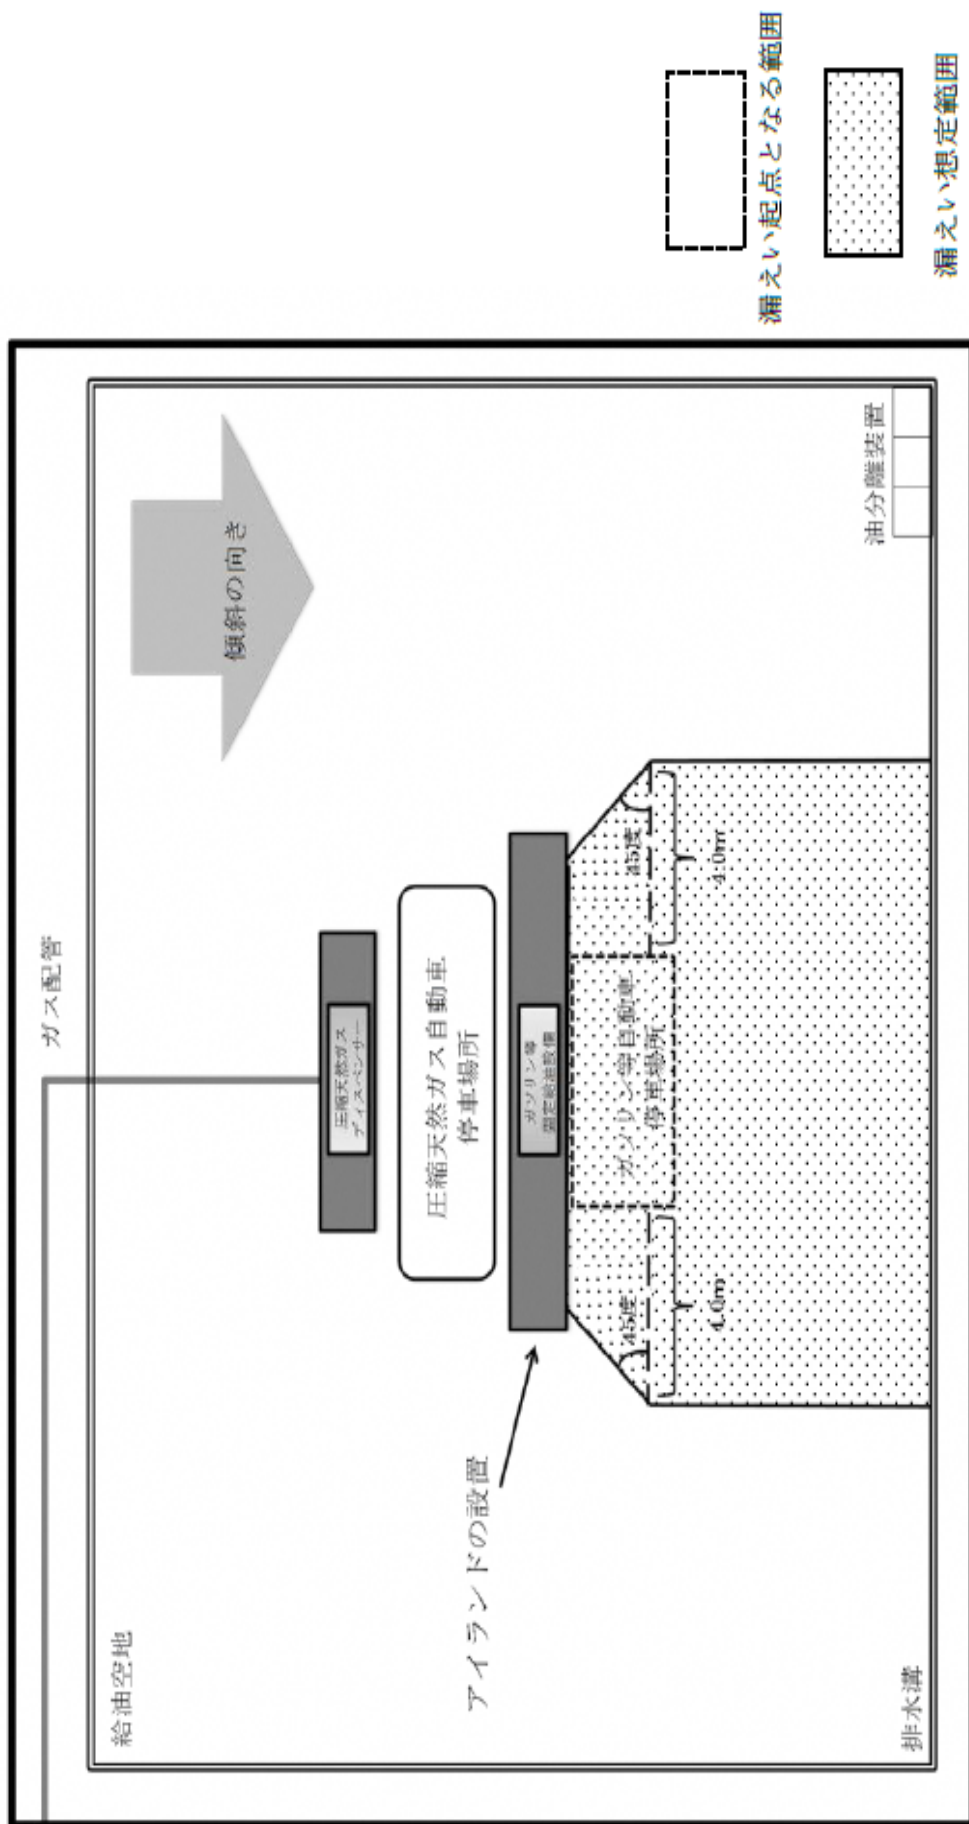 漏えい起点となる範囲
漏えい想定範囲
ガス配管
給油空地
傾斜の向き
圧縮天然ガス
ディスペンサー
圧縮天然ガス自動車
停車場所
ガソリン等
固定給油設備
アイランドの設置
ガソリン等自動車
停車場所
45度
45度
4.0m
4.0m
油分離装置
排水溝